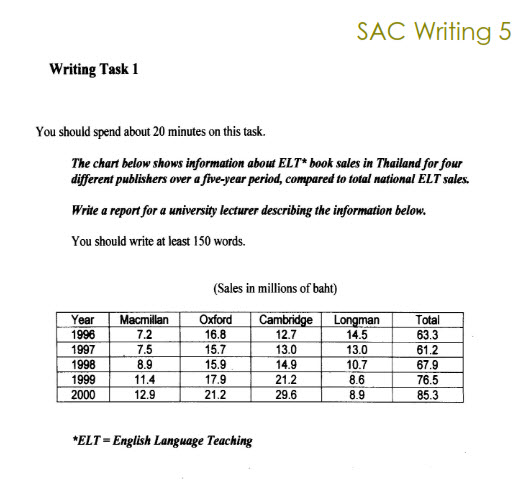 SAC Writing 5
Writing Task 1
You should spend about 20 minutes on this task.
The chart below shows information about ELT* book sales in Thailand for four
different publishers over a five-year period, compared to total national ELT sales.
Write a report for a university lecturer describing the information below.
You should write at least 150 words.
(Sales in millions of baht)
Year Macmillan Oxford Cambridge Longman Total
1996 7.2 16.8 12.7 14.5 63.3
1997 7.5 15.7 13.0 13.0 61.2
1998 8.9 15.9 14.9 10.7 67.9
1999 11.4 17.9 21.2 8.6 76.5
2000 12.9 21.2 29.6 8.9 85.3
*ELT = English Language Teaching